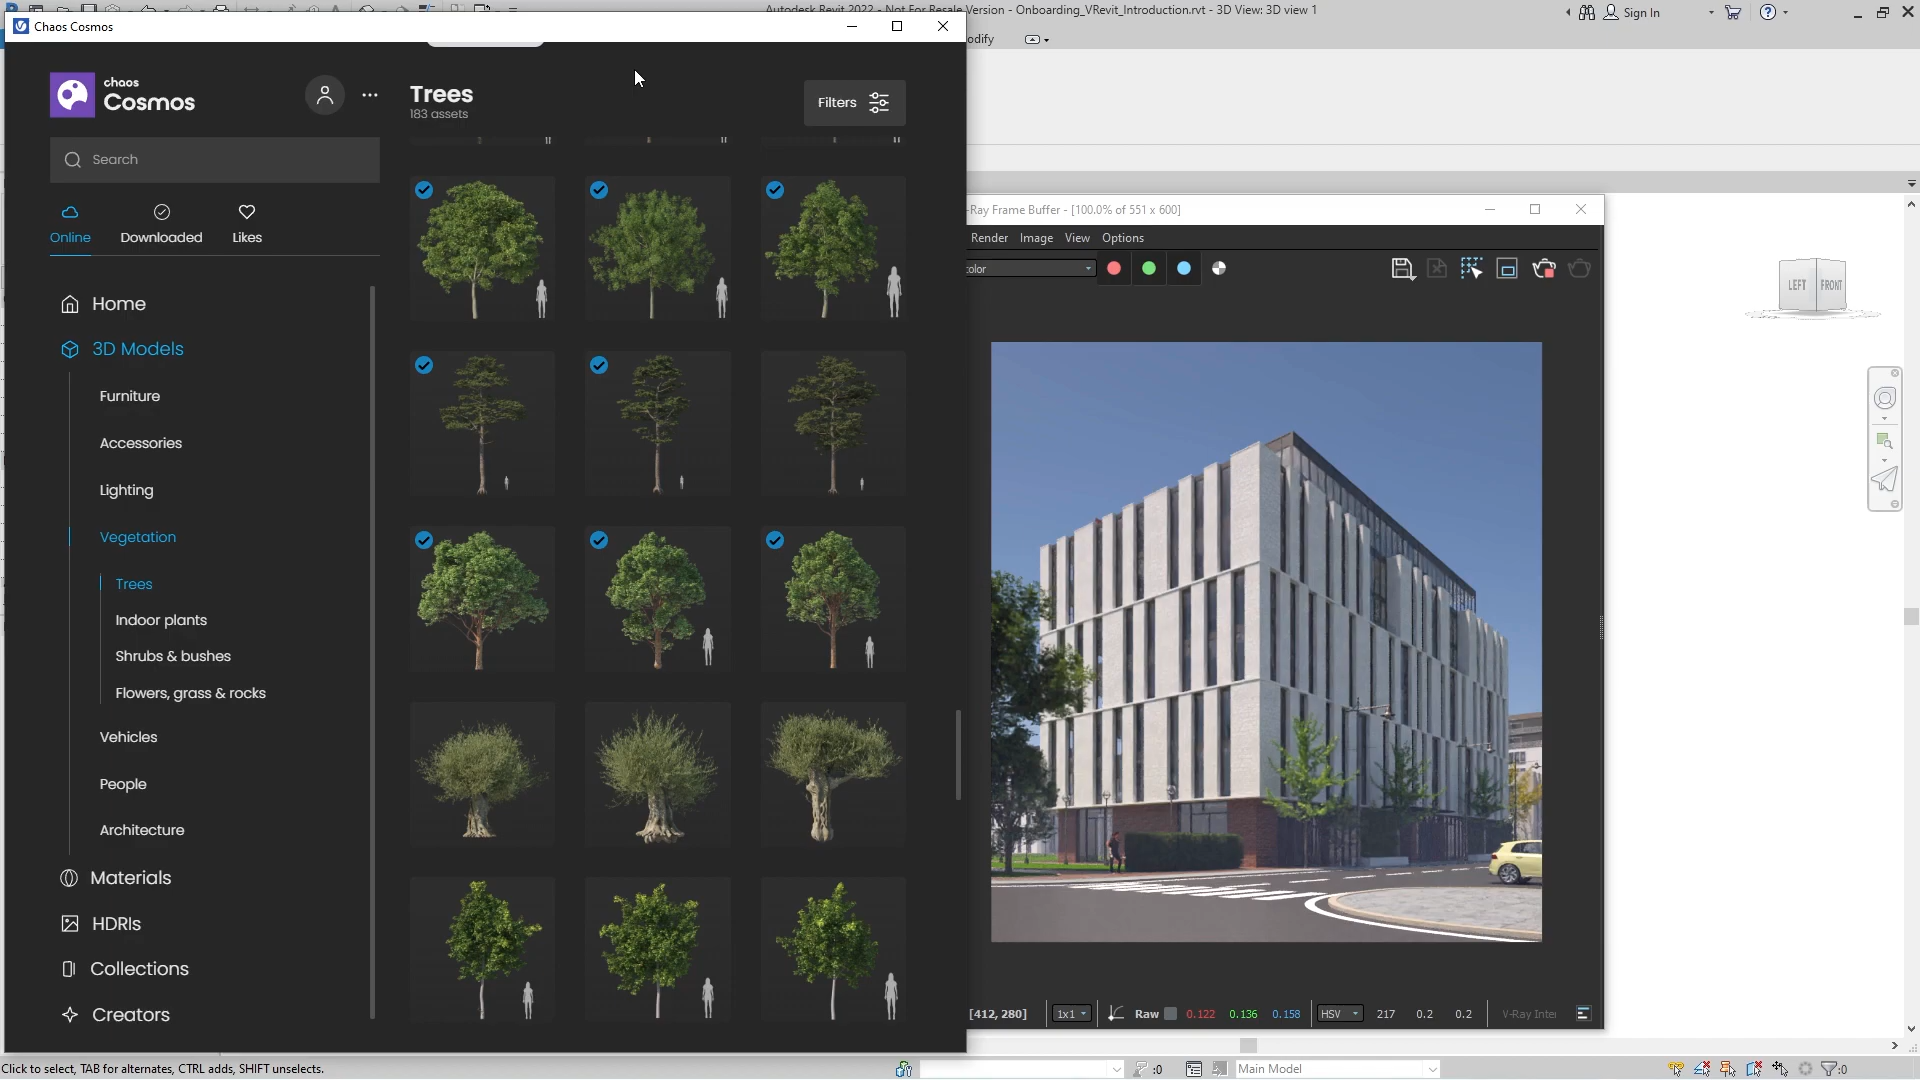 Autodesk Revit 2022 - Not For Resale Version - Onboarding_VRevit_Introduction.rvt - 3D View: 3D view 1
Sign In
Chaos Cosmos
odify
chaos
Cosmos
Trees
183 assets
Filters
Search
Online
Downloaded
Likes
Home
3D Models
Furniture
Accessories
Lighting
Vegetation
Trees
Indoor plants
Shrubs & bushes
Flowers, grass & rocks
Vehicles
People
Architecture
Materials
HDRIs
Collections
Creators
-Ray Frame Buffer - [100.0% of 551 x 600]
Render Image View Options
olor
LEFT FRONT
[412, 280] 1x1 Raw 0.122 0.136 0.158 HSV 217 0.2 0.2 V-Ray Inte
Click to select, TAB for alternates, CTRL adds, SHIFT unselects.
:0
Main Model
:0